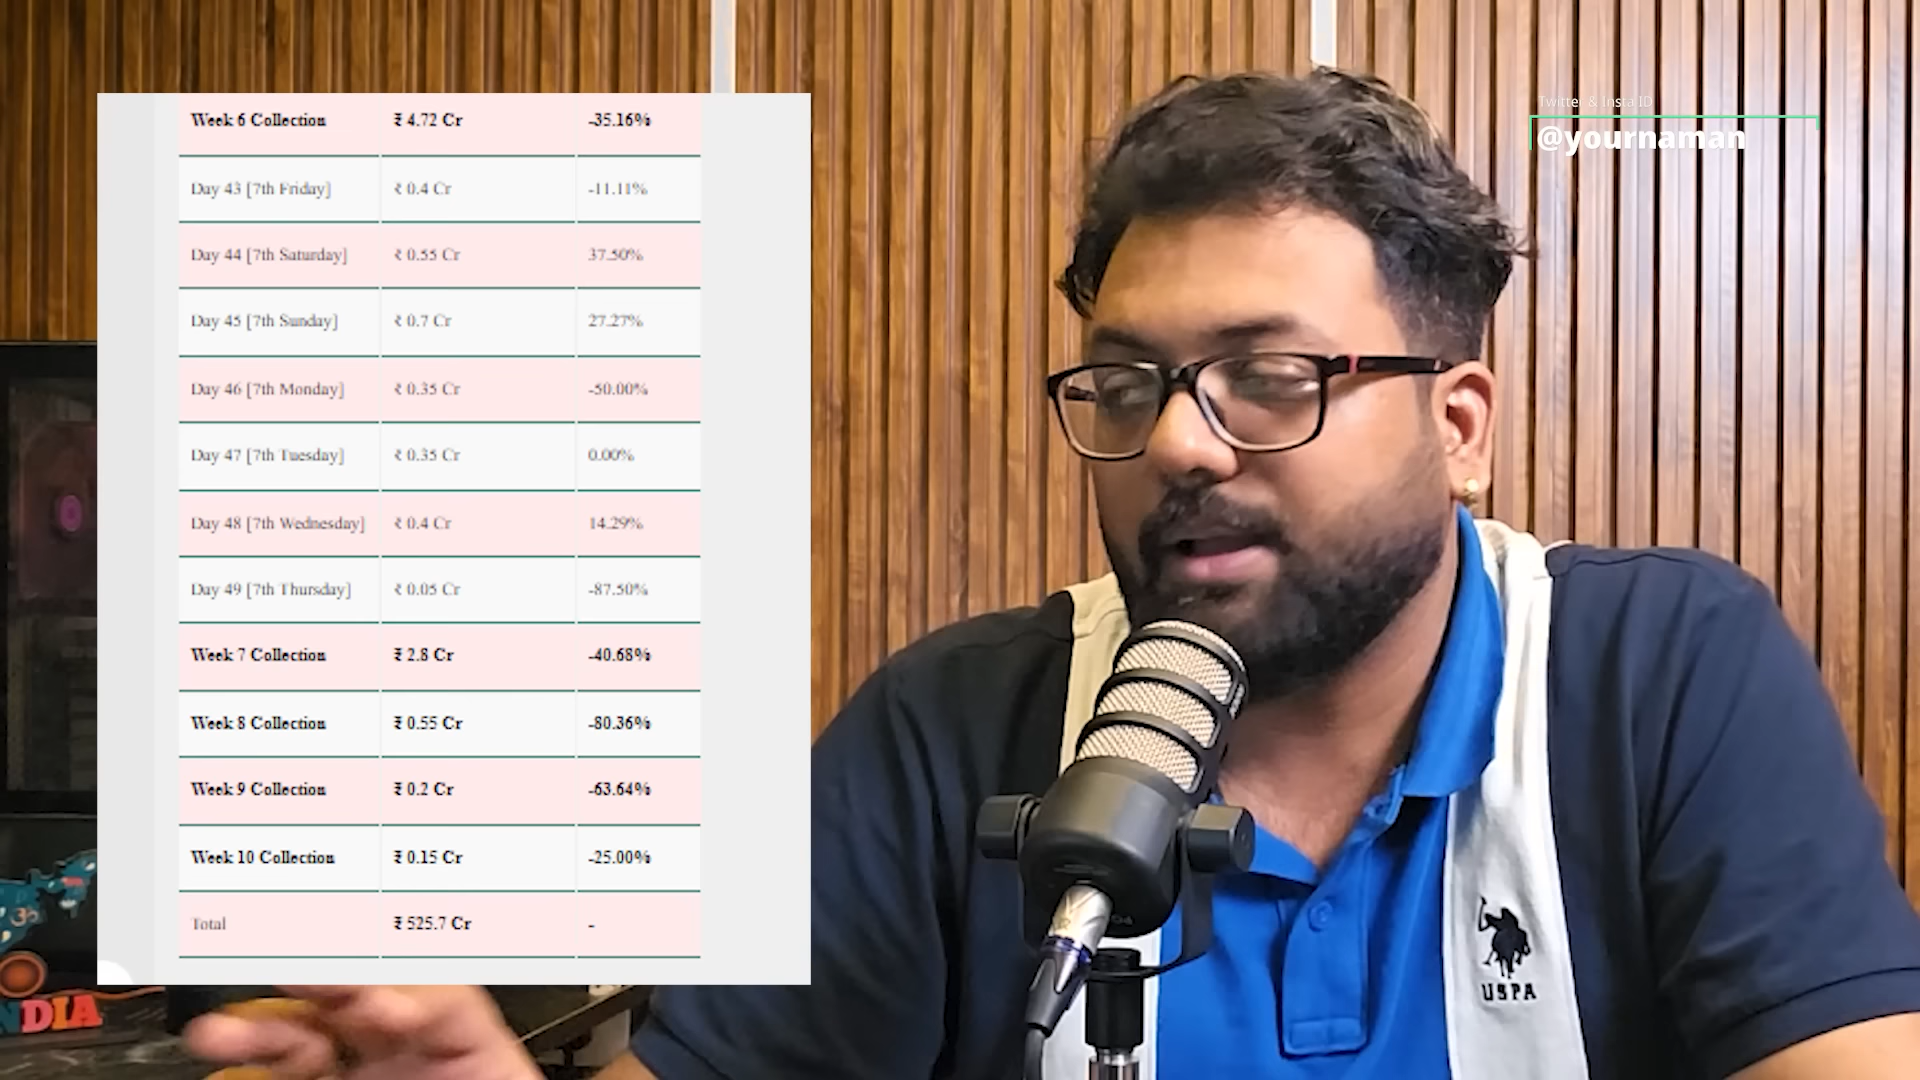 Week 6 Collection ₹ 4.72 Cr -35.16%
Day 43 [7th Friday] ₹ 0.4 Cr -11.11%
Day 44 [7th Saturday] ₹ 0.55 Cr 37.50%
Day 45 [7th Sunday] ₹ 0.7 Cr 27.27%
Day 46 [7th Monday] ₹ 0.35 Cr -50.00%
Day 47 [7th Tuesday] ₹ 0.35 Cr 0.00%
Day 48 [7th Wednesday] ₹ 0.4 Cr 14.29%
Day 49 [7th Thursday] ₹ 0.05 Cr -87.50%
Week 7 Collection ₹ 2.8 Cr -40.68%
Week 8 Collection ₹ 0.55 Cr -80.36%
Week 9 Collection ₹ 0.2 Cr -63.64%
Week 10 Collection ₹ 0.15 Cr -25.00%
Total ₹ 525.7 Cr -
Twitter & Insta ID
@yournaman
NDIA
USPA